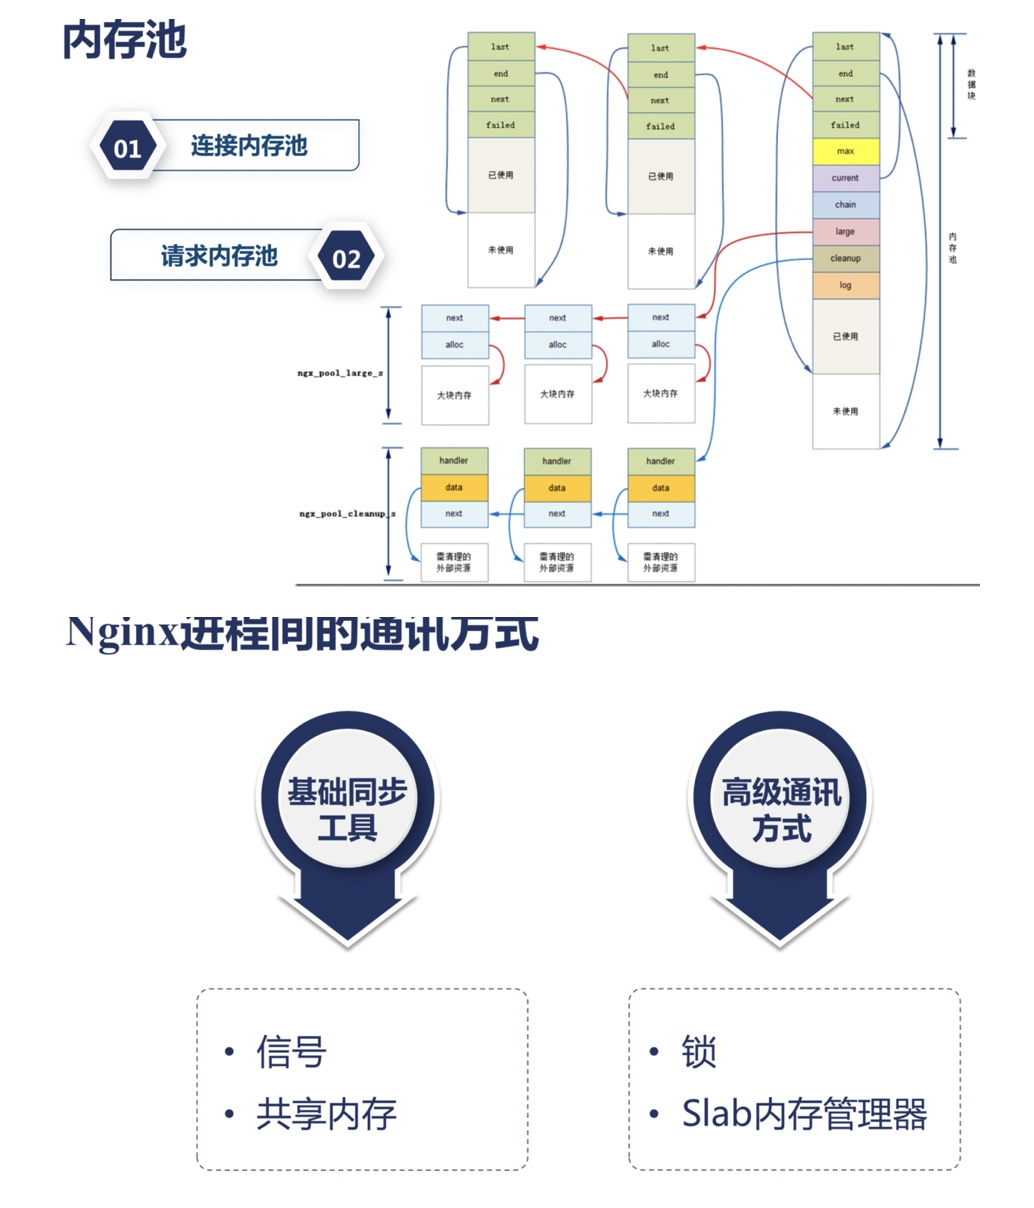 内存池
01
连接内存池
请求内存池
02
last
end
next
failed
已使用
未使用
last
end
next
failed
已使用
未使用
last
end
next
failed
max
current
chain
large
cleanup
log
已使用
未使用
数据块
内存池
ngx_pool_large_s
next
alloc
大块内存
next
alloc
大块内存
next
alloc
大块内存
ngx_pool_cleanup_s
handler
data
next
需清理的
外部资源
handler
data
next
需清理的
外部资源
handler
data
next
需清理的
外部资源
Nginx进程间的通讯方式
基础同步
工具
高级通讯
方式
• 信号
• 共享内存
• 锁
• Slab内存管理器